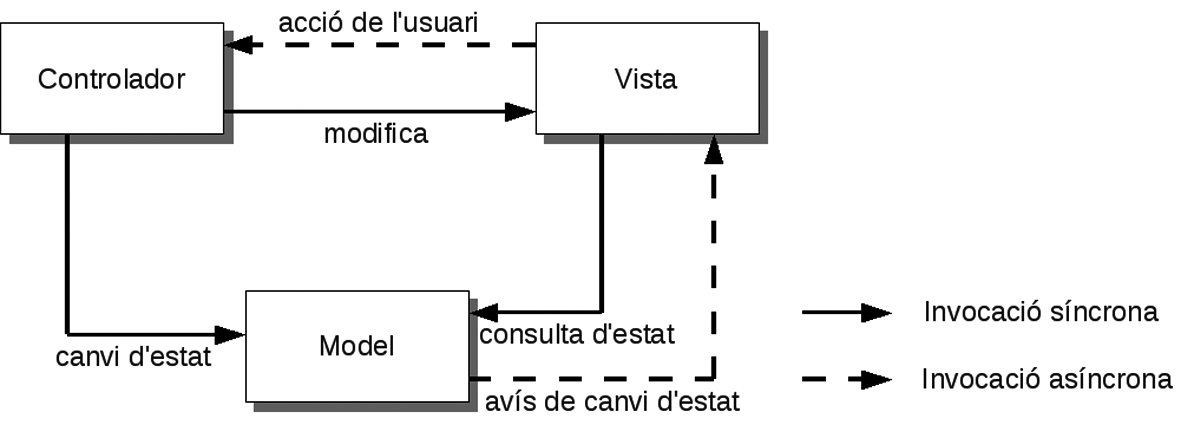 acció de l'usuari
Controlador
Vista
modifica
Invocació síncrona
consulta d'estat
Model
canvi d'estat
Invocació asíncrona
avís de canvi d'estat